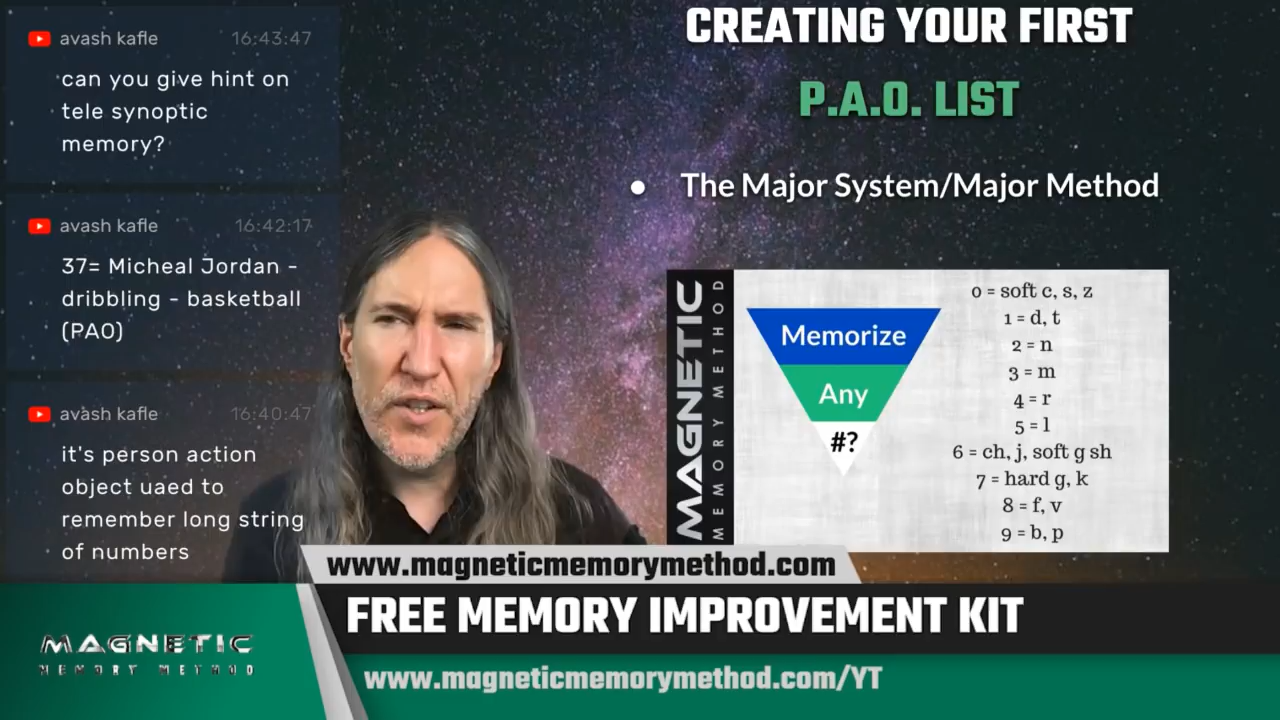 avash kafle 16:43:47
can you give hint on
tele synoptic
memory?
avash kafle 16:42:17
37= Micheal Jordan -
dribbling - basketball
(PAO)
avash kafle 16:40:47
it's person action
object uaed to
remember long string
of numbers
CREATING YOUR FIRST
P.A.O. LIST
• The Major System/Major Method
MAGNETIC
MEMORY METHOD
Memorize
Any
#?
0 = soft c, s, z
1 = d, t
2 = n
3 = m
4 = r
5 = l
6 = ch, j, soft g sh
7 = hard g, k
8 = f, v
9 = b, p
www.magneticmemorymethod.com
FREE MEMORY IMPROVEMENT KIT
www.magneticmemorymethod.com/YT
MAGNETIC
MEMORY METHOD